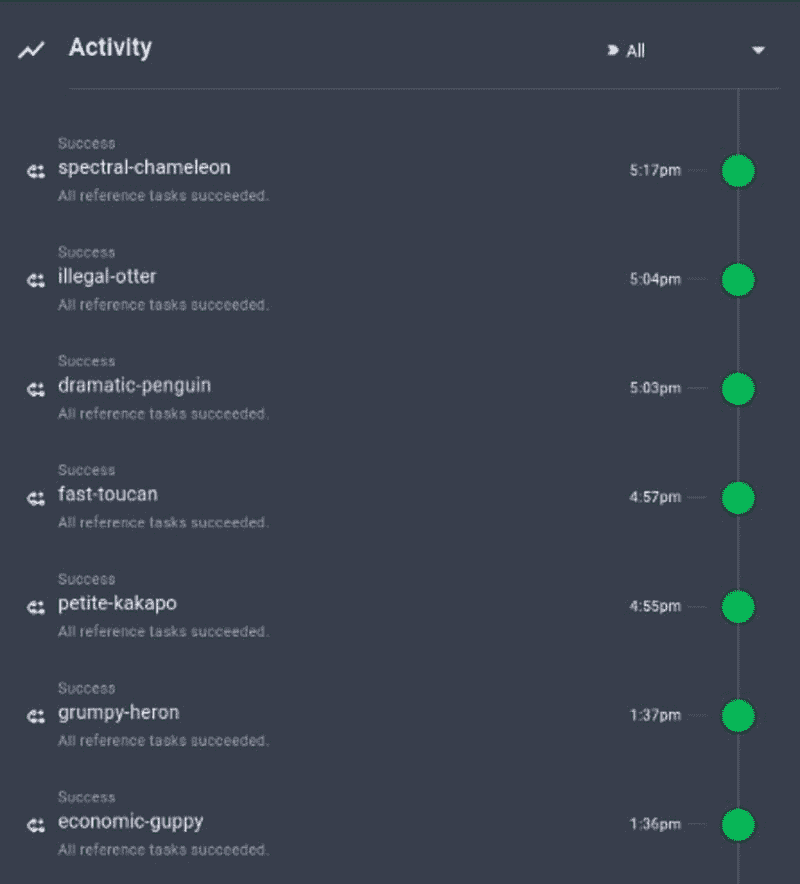 Activity
All
Success
spectral-chameleon
5:17pm
All reference tasks succeeded.
Success
illegal-otter
5:04pm
All reference tasks succeeded.
Success
dramatic-penguin
5:03pm
All reference tasks succeeded.
Success
fast-toucan
4:57pm
All reference tasks succeeded.
Success
petite-kakapo
4:55pm
All reference tasks succeeded.
Success
grumpy-heron
1:37pm
All reference tasks succeeded.
Success
economic-guppy
1:36pm
All reference tasks succeeded.